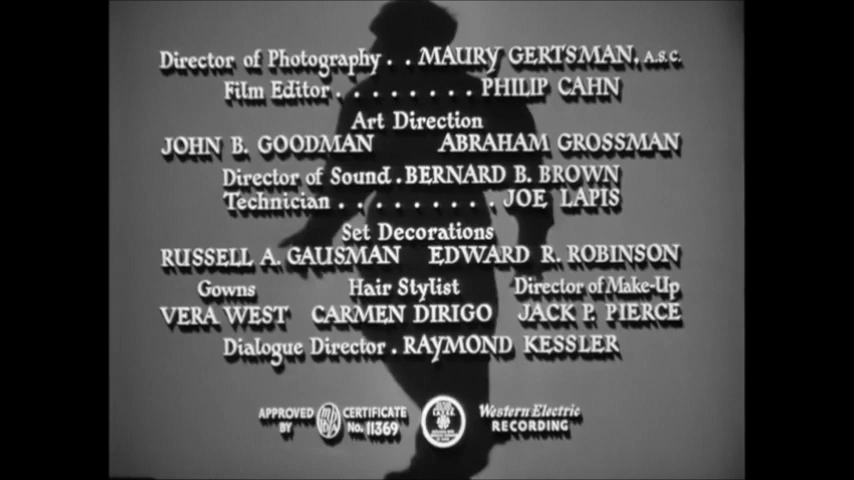 Director of Photography . . MAURY GERTSMAN, A.S.C.
Film Editor . . . . . . . . PHILIP CAHN
Art Direction
JOHN B. GOODMAN ABRAHAM GROSSMAN
Director of Sound . BERNARD B. BROWN
Technician . . . . . . . . . JOE LAPIS
Set Decorations
RUSSELL A. GAUSMAN EDWARD R. ROBINSON
Gowns Hair Stylist Director of Make-Up
VERA WEST CARMEN DIRIGO JACK P. PIERCE
Dialogue Director . RAYMOND KESSLER
APPROVED BY CERTIFICATE No. 11369
Western Electric RECORDING